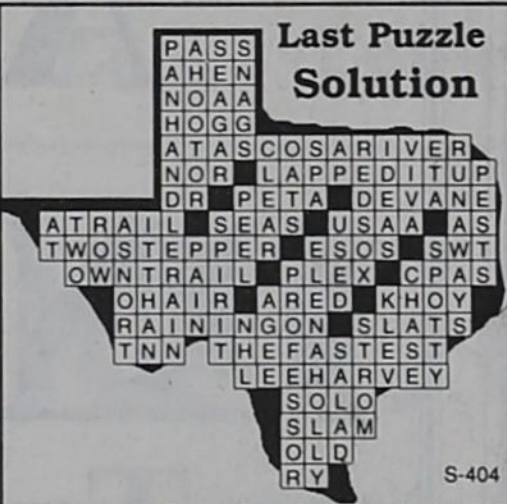 Last Puzzle
Solution
PASS
AHEN
NOAA
HOGG
ATASCOSARIVER
NOR LAPPEDITUP
DR PETA DEVANE
ATRAIL SEAS USAA AS
TWOSTEPPER ESOS SWT
OWNTRAIL PLEX CPAS
OHAIR ARED KHOY
RAININGON SLATS
TNN THEFASTEST
LEEHARVEY
SOLO
SLAM
OLD
RY
S-404